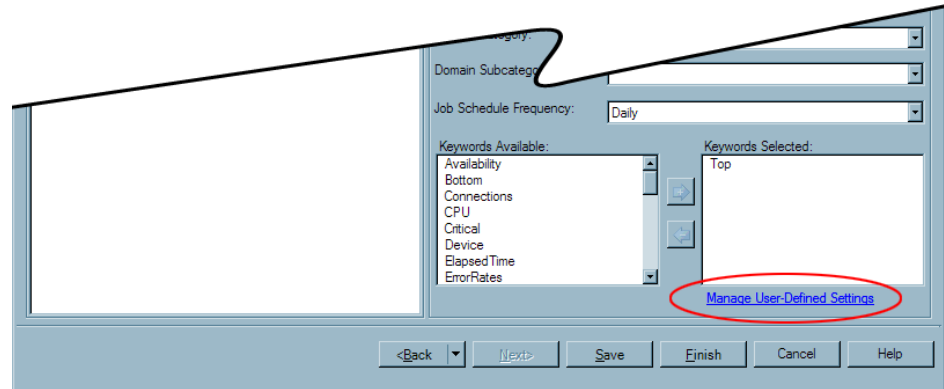 Domain Subcatego
Job Schedule Frequency:
Daily
Keywords Available:
Availability
Bottom
Connections
CPU
Critical
Device
ElapsedTime
ErrorRates
Keywords Selected:
Top
Manage User-Defined Settings
<Back
Next>
Save
Finish
Cancel
Help